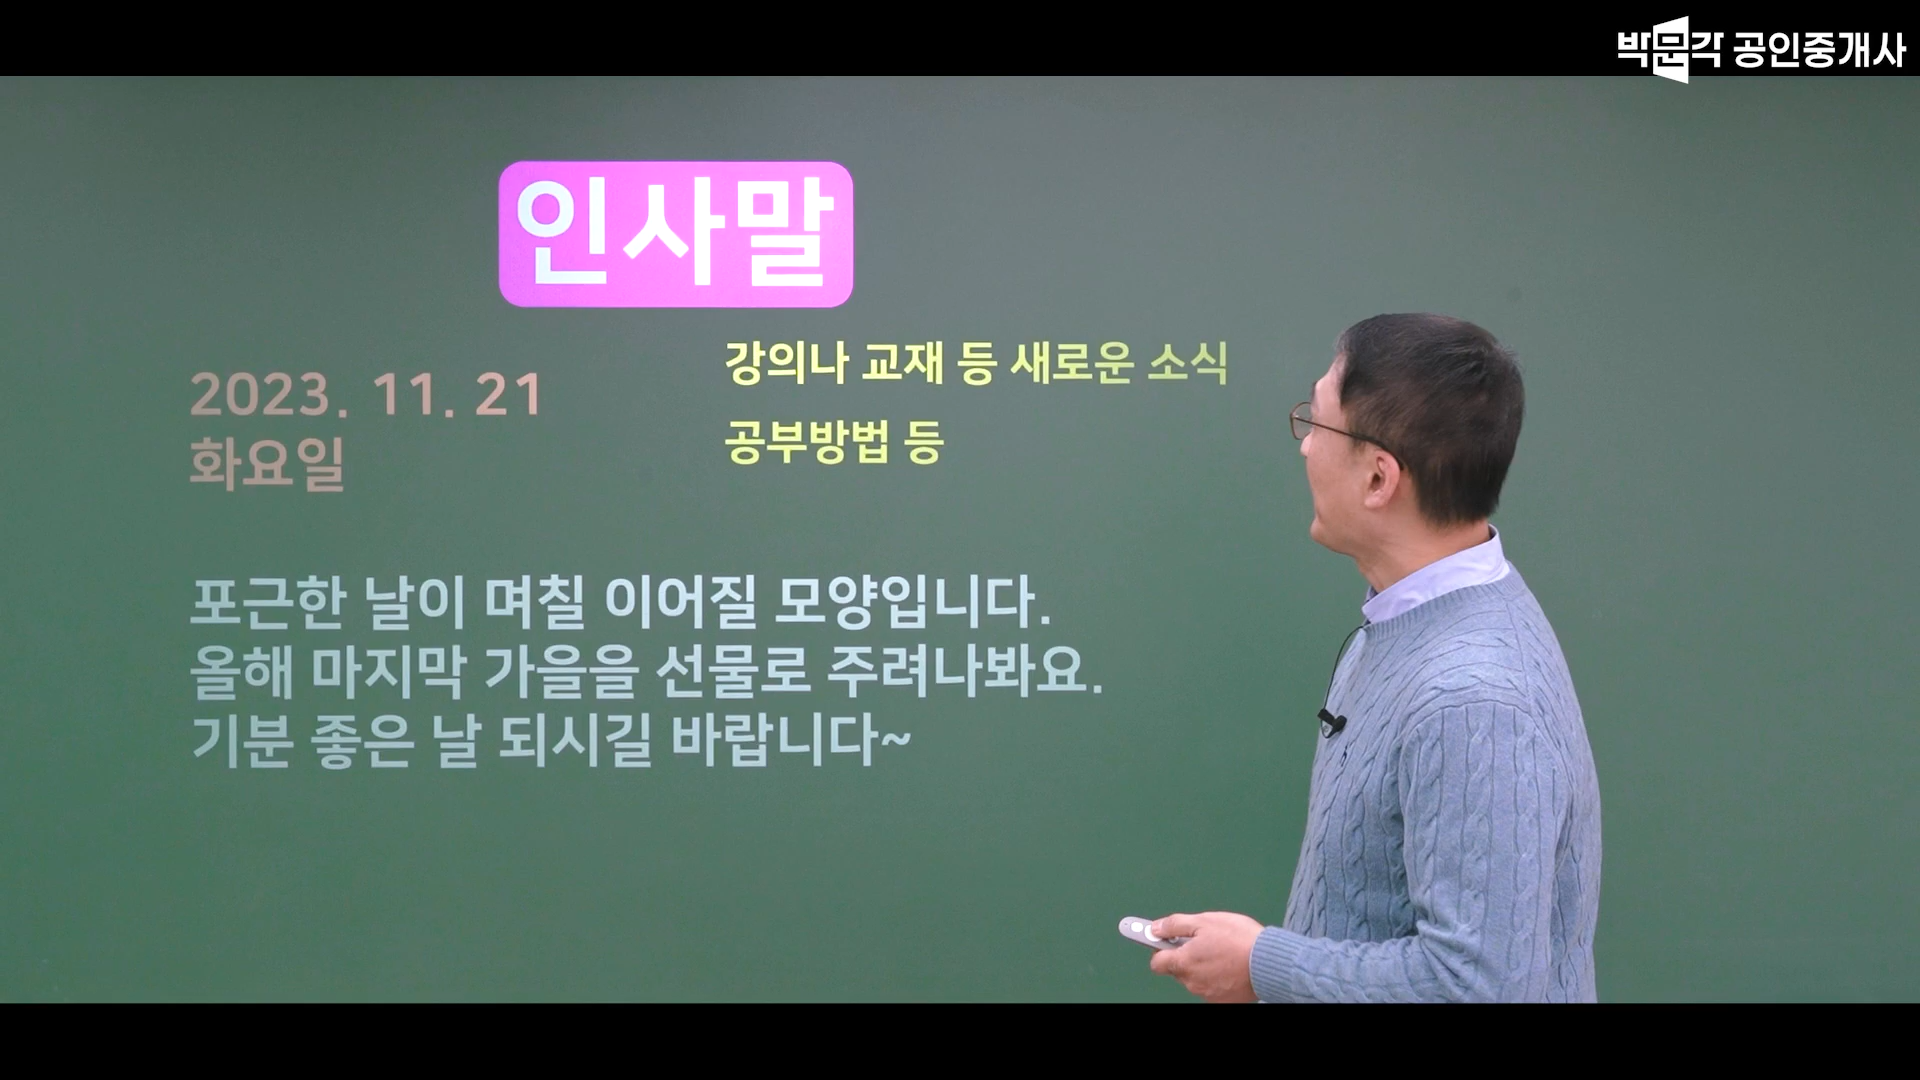 박문각 공인중개사
인사말
강의나 교재 등 새로운 소식
2023. 11. 21
공부방법 등
화요일
포근한 날이 며칠 이어질 모양입니다.
올해 마지막 가을을 선물로 주려나봐요.
기분 좋은 날 되시길 바랍니다~